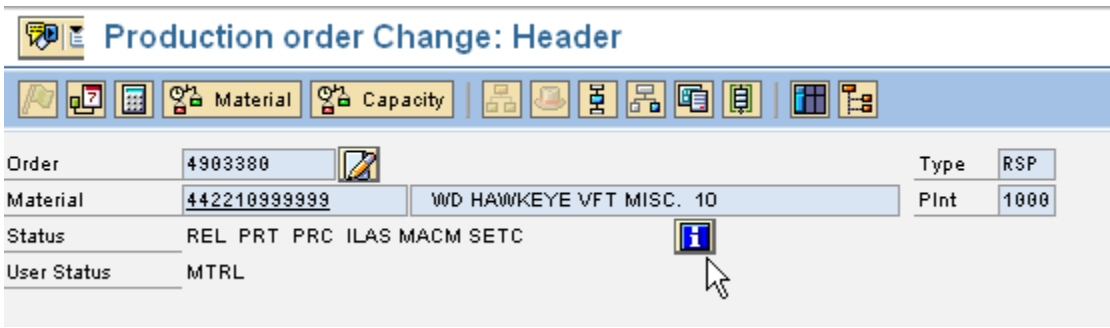 Production order Change: Header
Material Capacity
Order 4903380 Type RSP
Material 442210999999 WD HAWKEYE VFT MISC. 10 Plnt 1000
Status REL PRT PRC ILAS MACM SETC
User Status MTRL